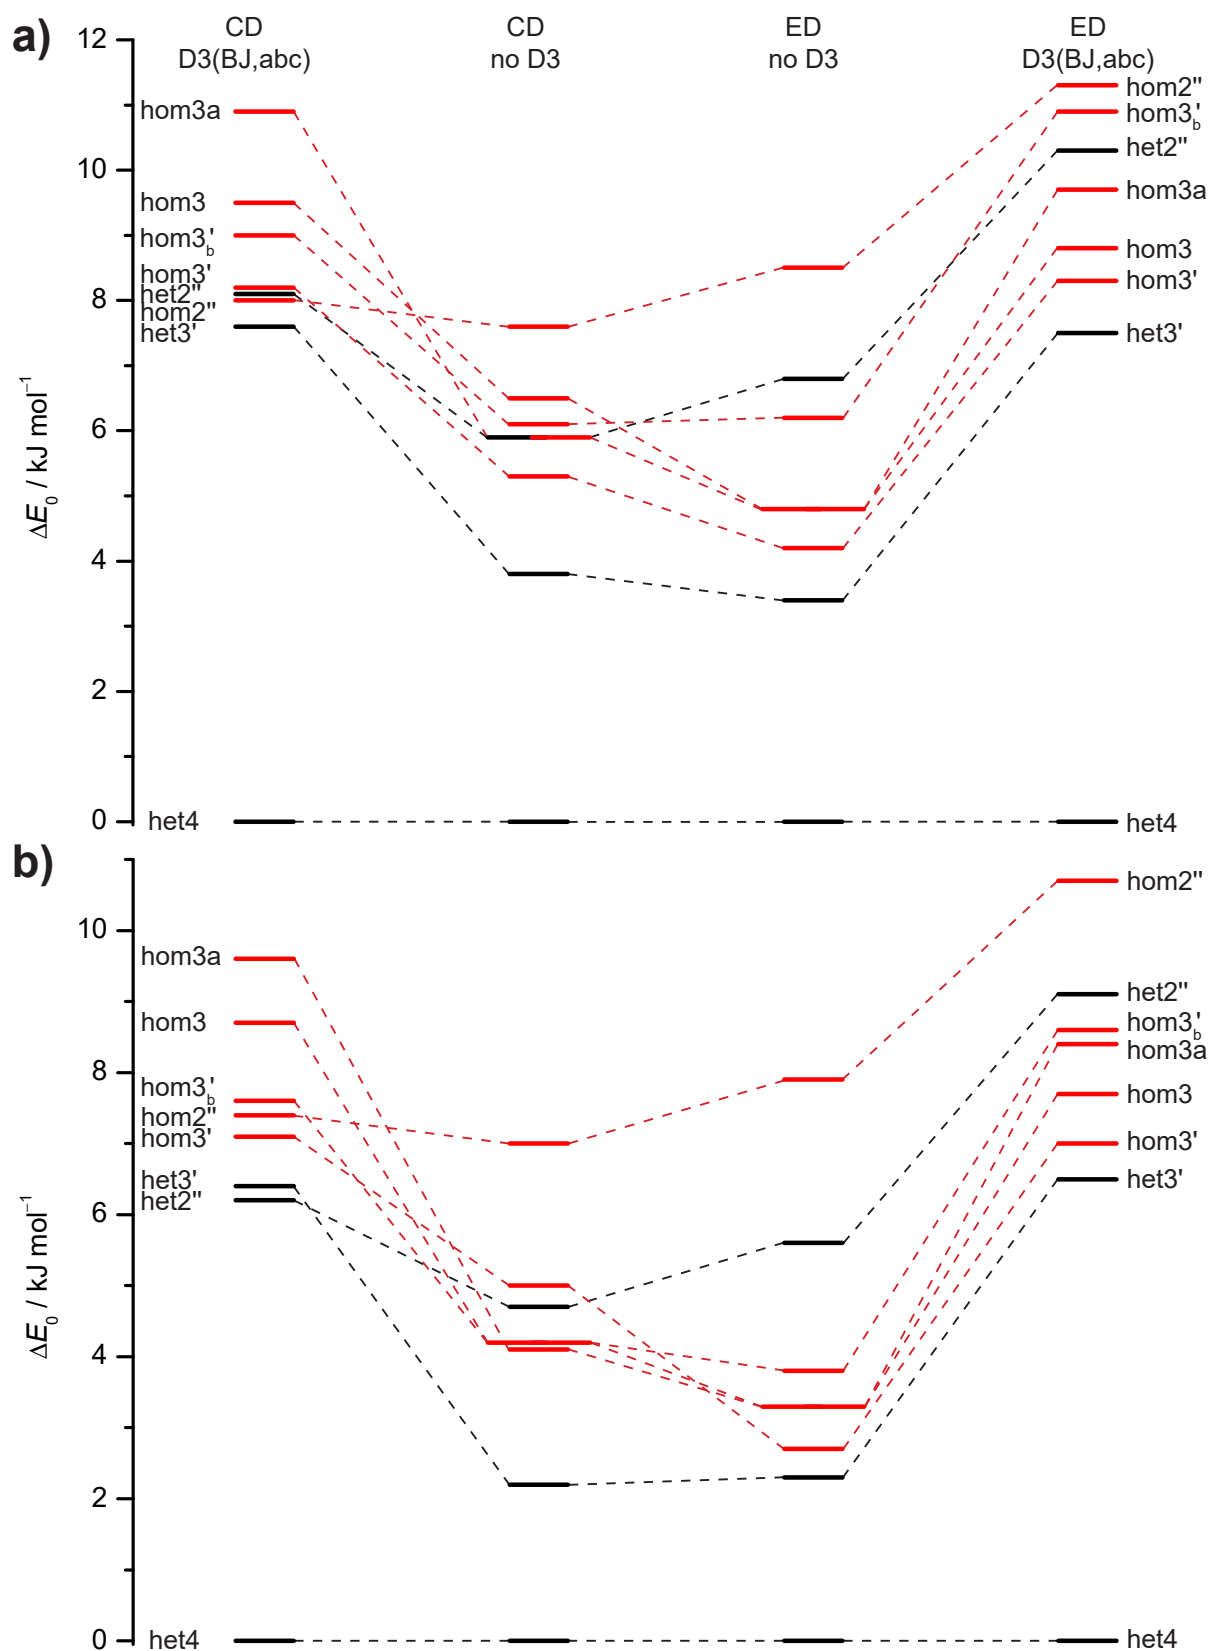 a)
CD
D3(BJ,abc)
CD
no D3
ED
no D3
ED
D3(BJ,abc)
12
10
8
6
4
2
0
ΔE₀ / kJ mol⁻¹
hom3a
hom3
hom3'b
hom3'
het2"
hom2"
het3'
het4
hom2"
hom3'b
het2"
hom3a
hom3
hom3'
het3'
het4
b)
10
8
6
4
2
0
ΔE₀ / kJ mol⁻¹
hom3a
hom3
hom3'b
hom2"
hom3'
het3'
het2"
het4
hom2"
het2"
hom3'b
hom3a
hom3
hom3'
het3'
het4